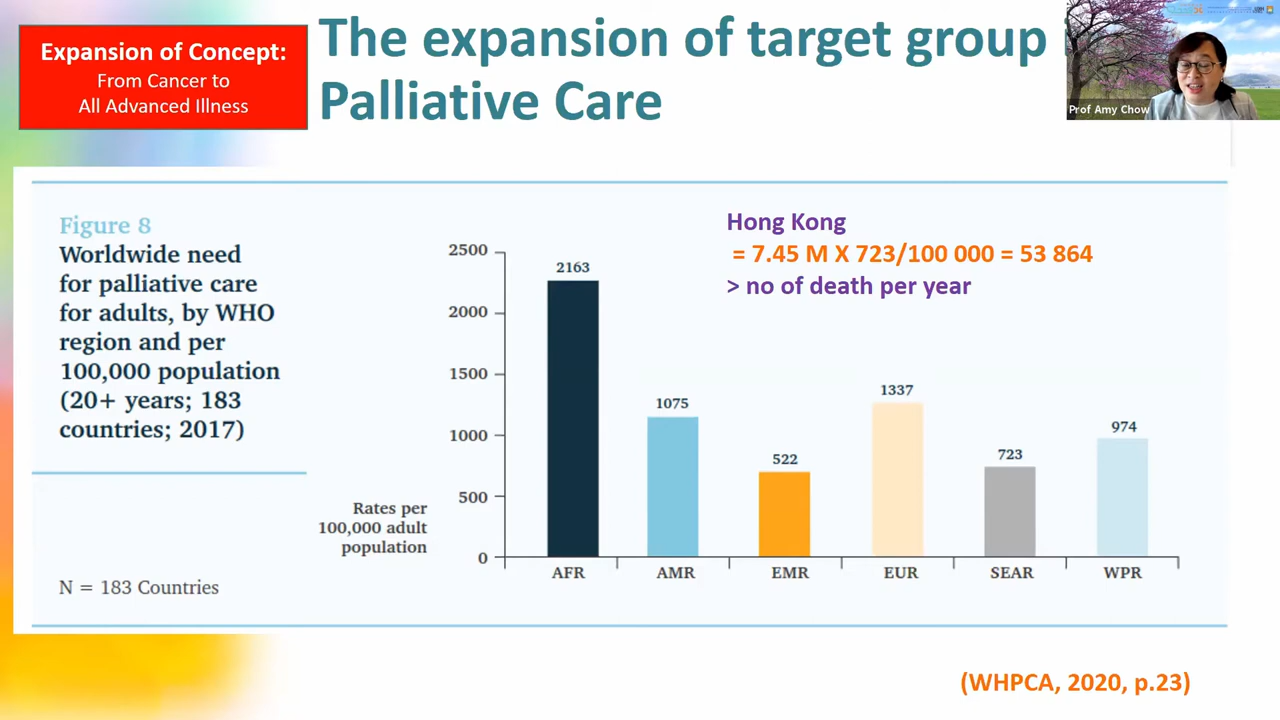 Expansion of Concept:
From Cancer to
All Advanced Illness
The expansion of target group
Palliative Care
Prof Amy Chow
Figure 8
Worldwide need
for palliative care
for adults, by WHO
region and per
100,000 population
(20+ years; 183
countries; 2017)
N = 183 Countries
Hong Kong
= 7.45 M X 723/100 000 = 53 864
> no of death per year
Rates per
100,000 adult
population
2500
2000
1500
1000
500
0
2163
1075
522
1337
723
974
AFR
AMR
EMR
EUR
SEAR
WPR
(WHPCA, 2020, p.23)